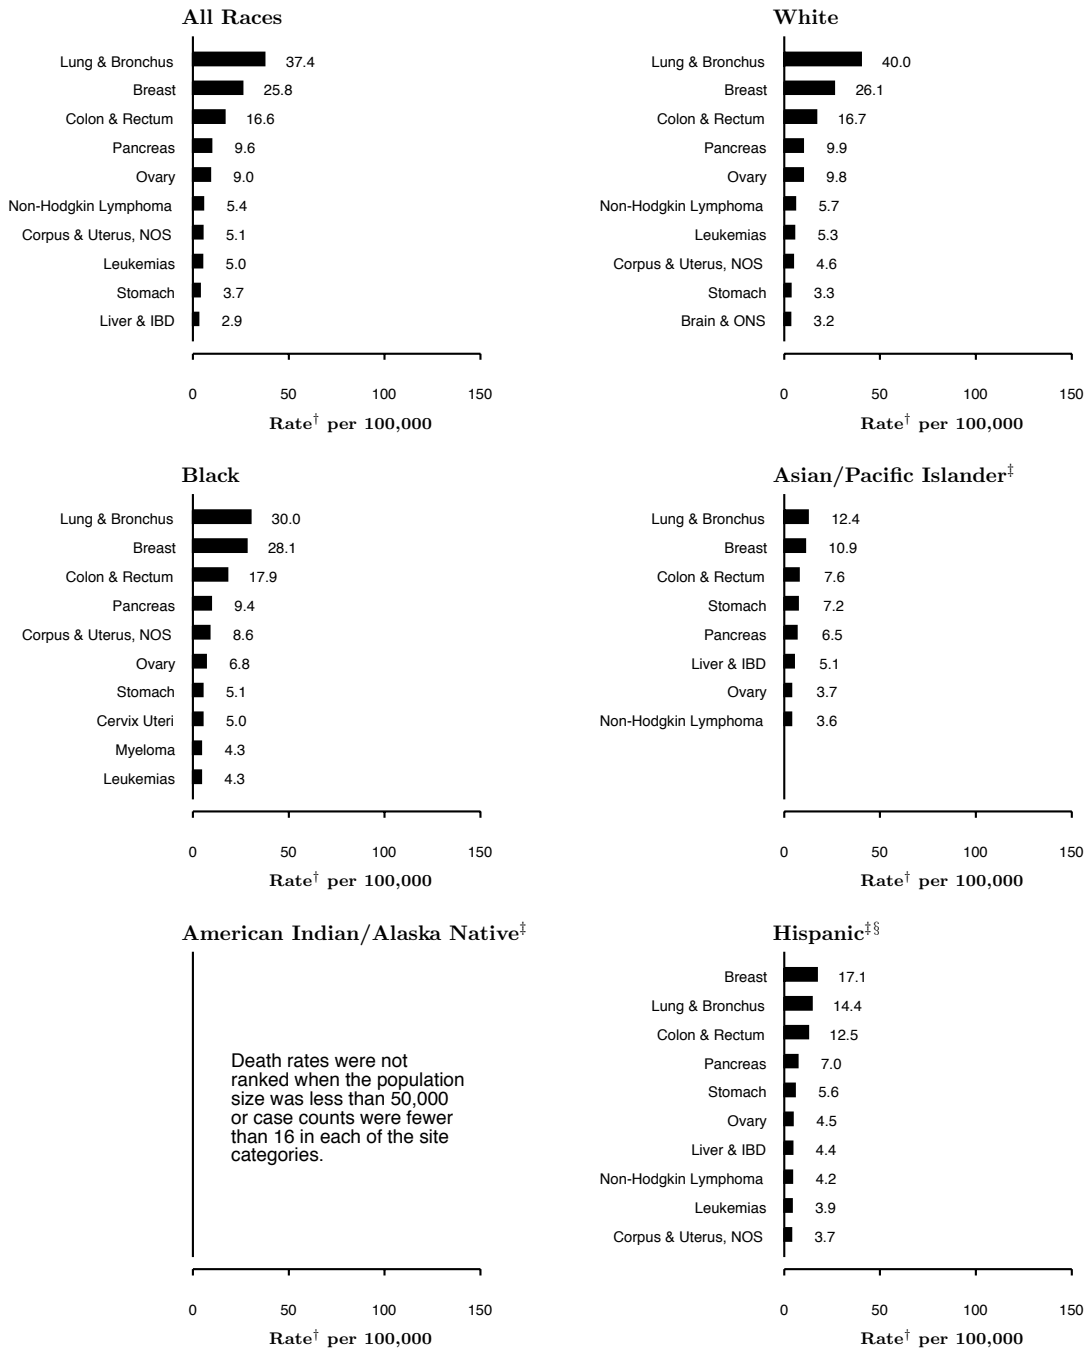 All Races
Lung & Bronchus 37.4
Breast 25.8
Colon & Rectum 16.6
Pancreas 9.6
Ovary 9.0
Non-Hodgkin Lymphoma 5.4
Corpus & Uterus, NOS 5.1
Leukemias 5.0
Stomach 3.7
Liver & IBD 2.9
0 50 100 150
Rate† per 100,000
White
Lung & Bronchus 40.0
Breast 26.1
Colon & Rectum 16.7
Pancreas 9.9
Ovary 9.8
Non-Hodgkin Lymphoma 5.7
Leukemias 5.3
Corpus & Uterus, NOS 4.6
Stomach 3.3
Brain & ONS 3.2
0 50 100 150
Rate† per 100,000
Black
Lung & Bronchus 30.0
Breast 28.1
Colon & Rectum 17.9
Pancreas 9.4
Corpus & Uterus, NOS 8.6
Ovary 6.8
Stomach 5.1
Cervix Uteri 5.0
Myeloma 4.3
Leukemias 4.3
0 50 100 150
Rate† per 100,000
Asian/Pacific Islander‡
Lung & Bronchus 12.4
Breast 10.9
Colon & Rectum 7.6
Stomach 7.2
Pancreas 6.5
Liver & IBD 5.1
Ovary 3.7
Non-Hodgkin Lymphoma 3.6
0 50 100 150
Rate† per 100,000
American Indian/Alaska Native‡
Death rates were not
ranked when the population
size was less than 50,000
or case counts were fewer
than 16 in each of the site
categories.
0 50 100 150
Rate† per 100,000
Hispanic‡§
Breast 17.1
Lung & Bronchus 14.4
Colon & Rectum 12.5
Pancreas 7.0
Stomach 5.6
Ovary 4.5
Liver & IBD 4.4
Non-Hodgkin Lymphoma 4.2
Leukemias 3.9
Corpus & Uterus, NOS 3.7
0 50 100 150
Rate† per 100,000